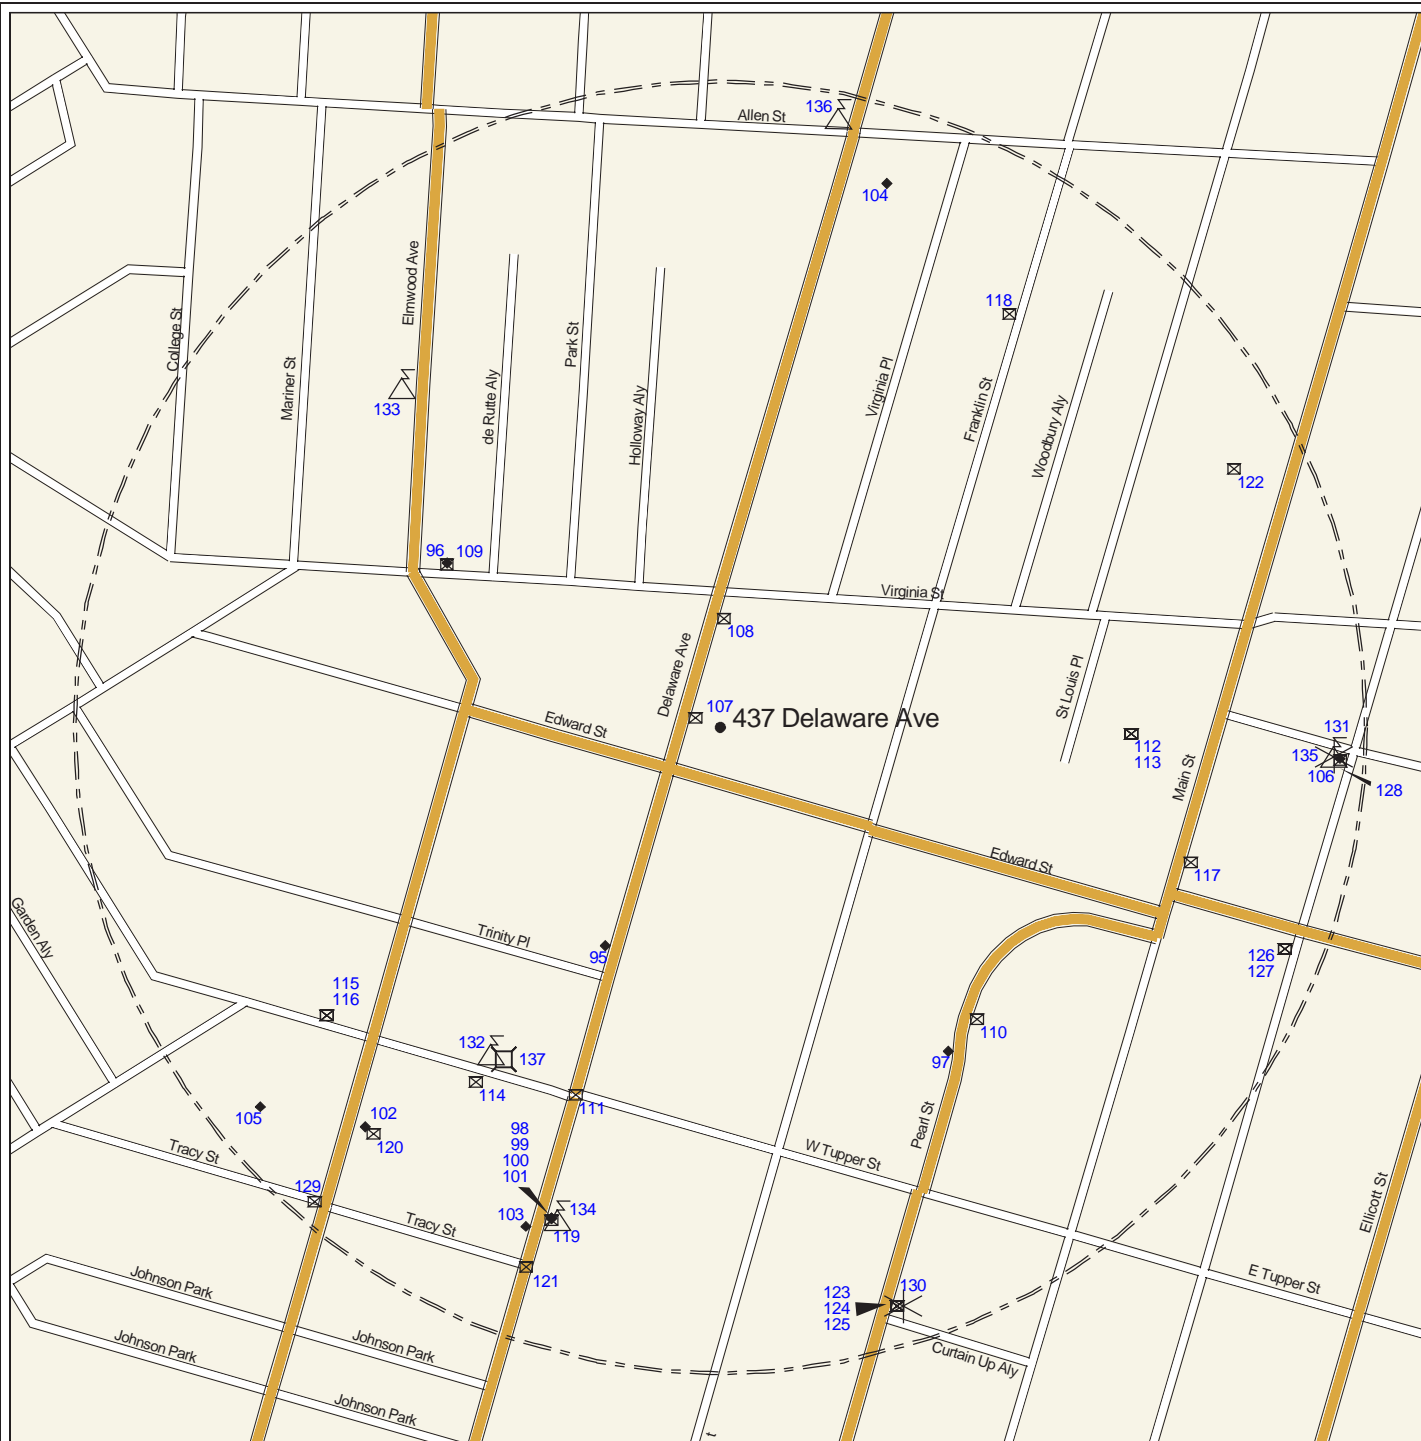 136
Allen St
104
Elmwood Ave
118
College St
Park St
Mariner St
Virginia Pl
133
de Rutte Aly
Holloway Aly
Franklin St
Woodbury Aly
122
96 109
Virginia St
108
Delaware Ave
St Louis Pl
107
437 Delaware Ave
Edward St
131
112
113
135
106
128
Main St
Edward St
117
Garden Aly
Trinity Pl
95
126
127
115
116
110
132
137
97
114
111
105
102
120
98
99
100
101
Pearl St
Tracy St
W Tupper St
129
134
103
119
Tracy St
Ellicott St
121
E Tupper St
Johnson Park
130
123
124
125
Johnson Park
Johnson Park
Curtain Up Aly
Johnson Park
t